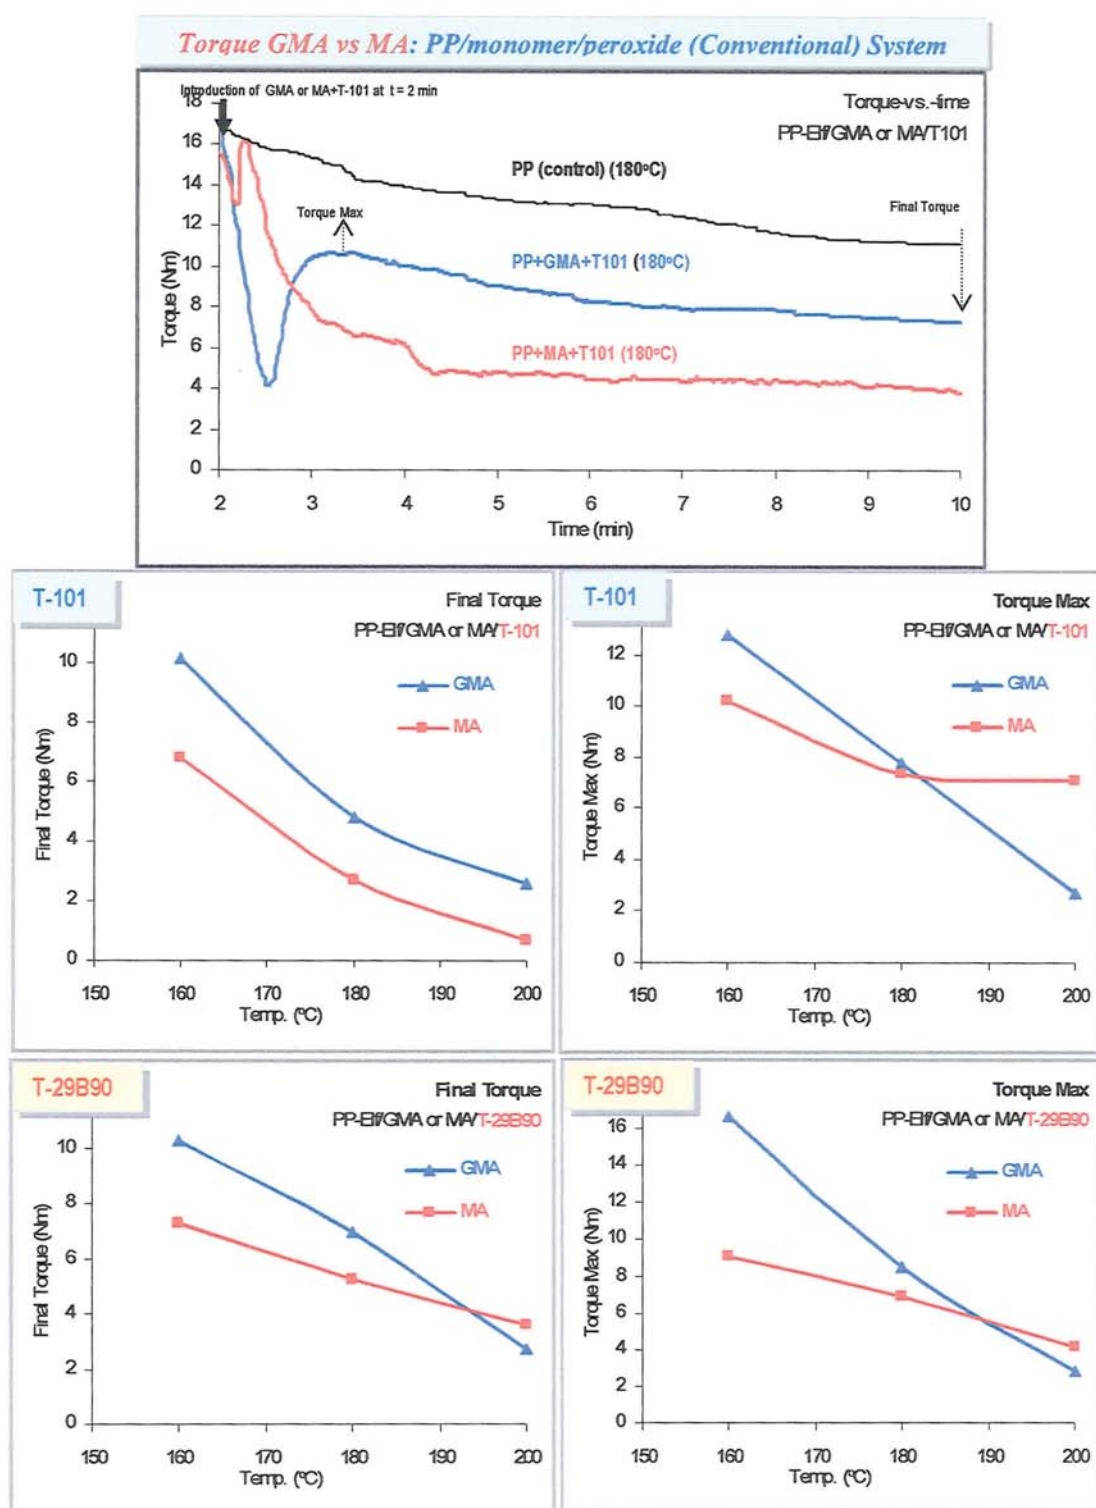 Torque GMA vs MA: PP/monomer/peroxide (Conventional) System
Introduction of GMA or MA+T-101 at t = 2 min
Torque-vs.-time
PP-Elf/GMA or MA/T101
PP (control) (180ºC)
Torque Max
Final Torque
PP+GMA+T101 (180ºC)
PP+MA+T101 (180ºC)
Torque (Nm)
18
16
14
12
10
8
6
4
2
0
2 3 4 5 6 7 8 9 10
Time (min)
T-101
Final Torque
PP-Elf/GMA or MA/T-101
GMA
MA
Final Torque (Nm)
10
8
6
4
2
0
150 160 170 180 190 200
Temp. (ºC)
T-101
Torque Max
PP-Elf/GMA or MA/T-101
GMA
MA
Torque Max (Nm)
12
10
8
6
4
2
0
150 160 170 180 190 200
Temp. (ºC)
T-29B90
Final Torque
PP-Elf/GMA or MA/T-29B90
GMA
MA
Final Torque (Nm)
10
8
6
4
2
0
150 160 170 180 190 200
Temp. (ºC)
T-29B90
Torque Max
PP-Elf/GMA or MA/T-29B90
GMA
MA
Torque Max (Nm)
16
14
12
10
8
6
4
2
0
150 160 170 180 190 200
Temp. (ºC)